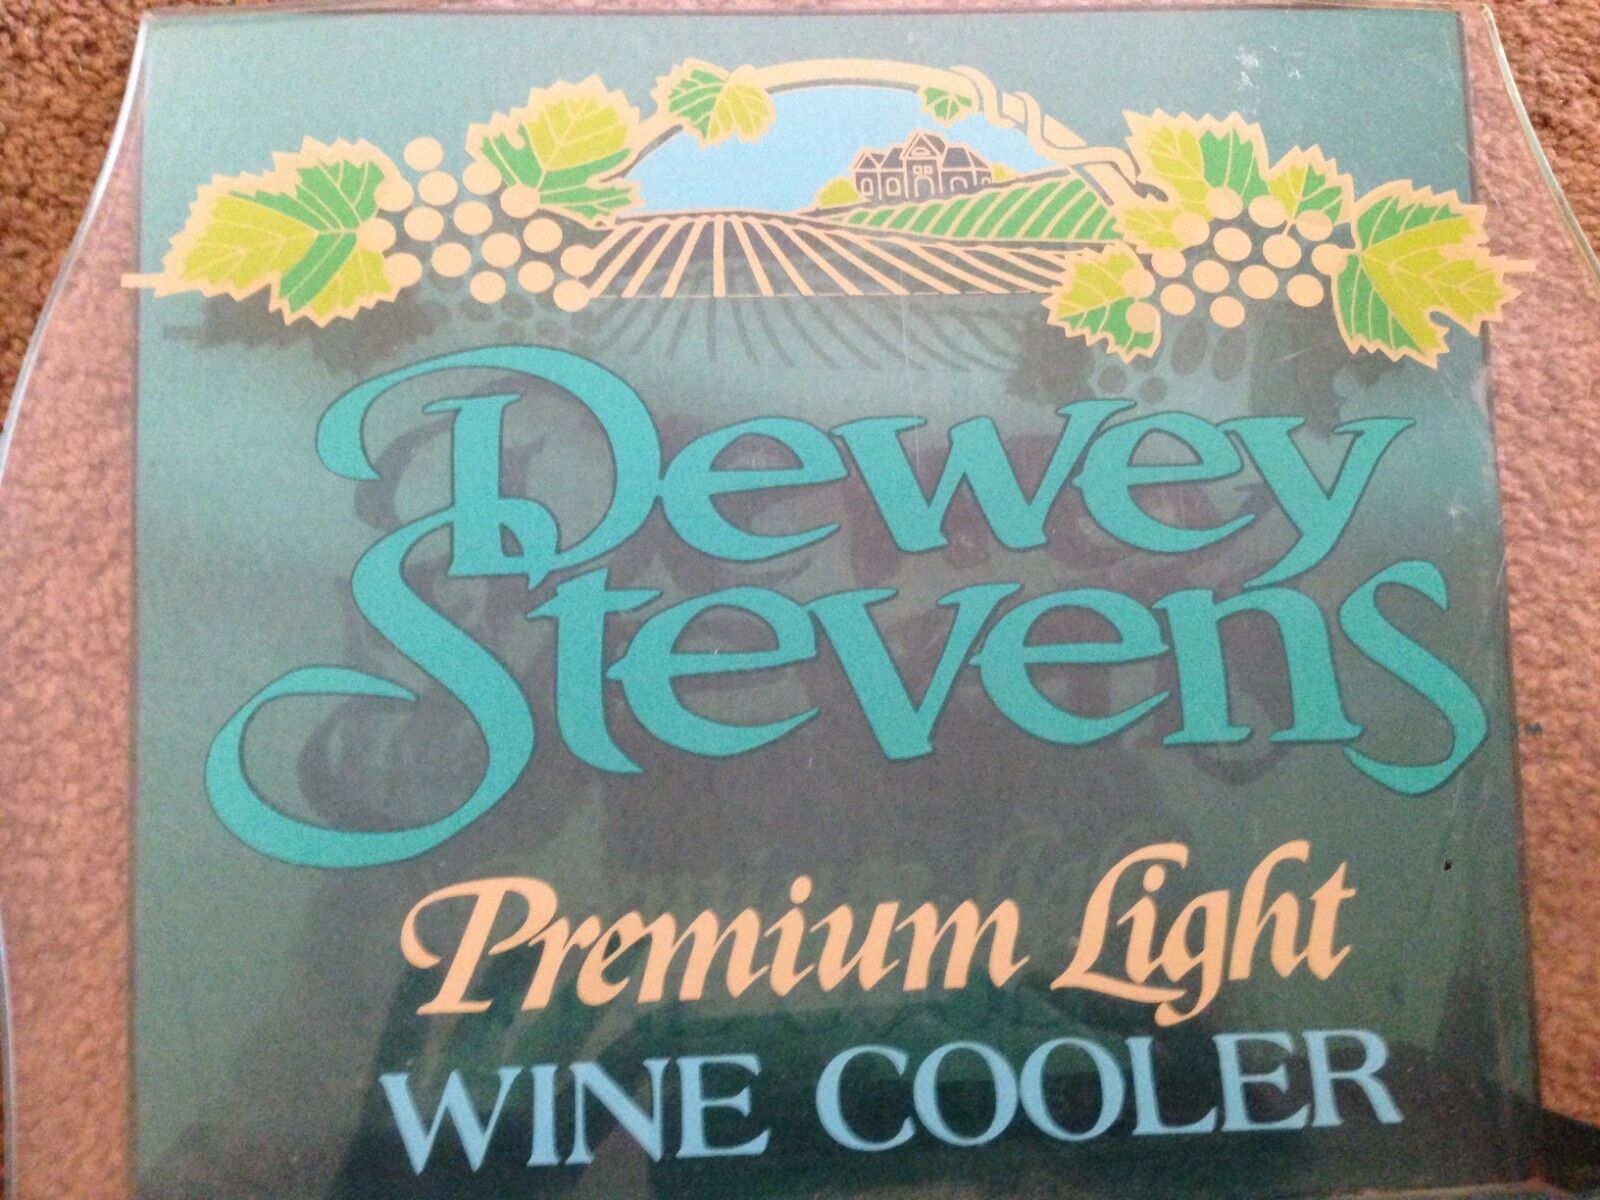 Dewey
Stevens
Premium Light
WINE COOLER